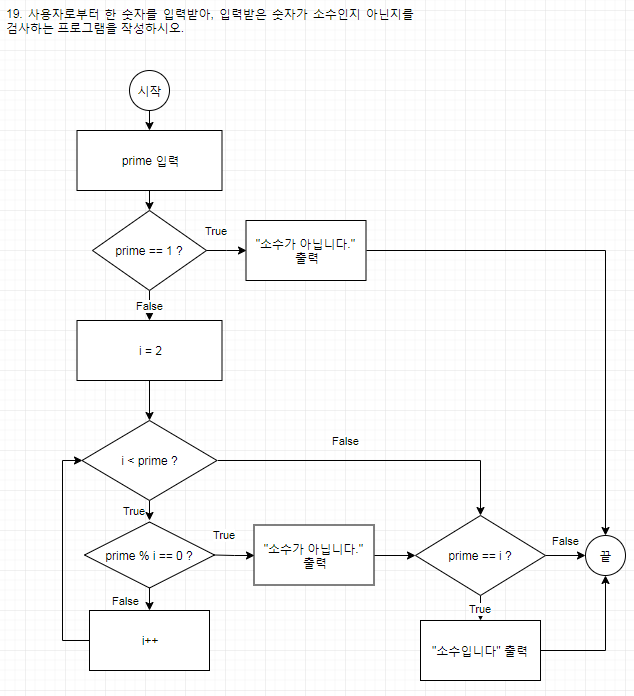 19. 사용자로부터 한 숫자를 입력받아, 입력받은 숫자가 소수인지 아닌지를
검사하는 프로그램을 작성하시오.
시작
prime 입력
prime == 1 ?
True
"소수가 아닙니다."
출력
False
i = 2
i < prime ?
False
True
prime % i == 0 ?
True
"소수가 아닙니다."
출력
prime == i ?
False
끝
False
i++
True
"소수입니다" 출력